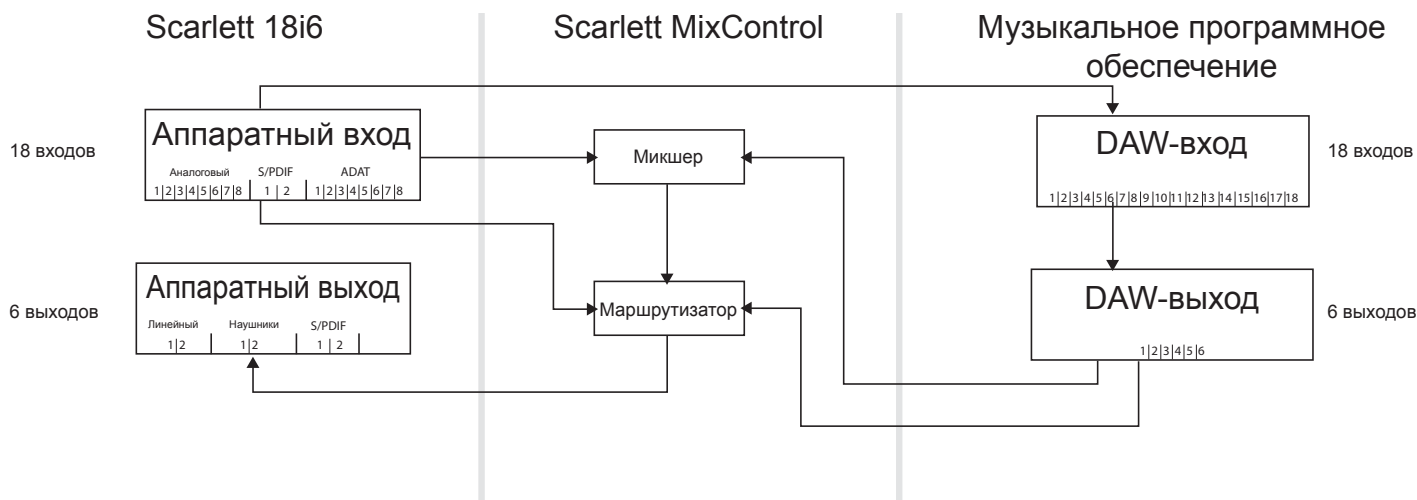 Scarlett 18i6
Scarlett MixControl
Музыкальное программное
обеспечение
18 входов
Аппаратный вход
Аналоговый S/PDIF ADAT
1|2|3|4|5|6|7|8 1 | 2 1|2|3|4|5|6|7|8
Микшер
DAW-вход
1|2|3|4|5|6|7|8|9|10|11|12|13|14|15|16|17|18
18 входов
6 выходов
Аппаратный выход
Линейный Наушники S/PDIF
1|2 1|2 1 | 2
Маршрутизатор
DAW-выход
1|2|3|4|5|6
6 выходов